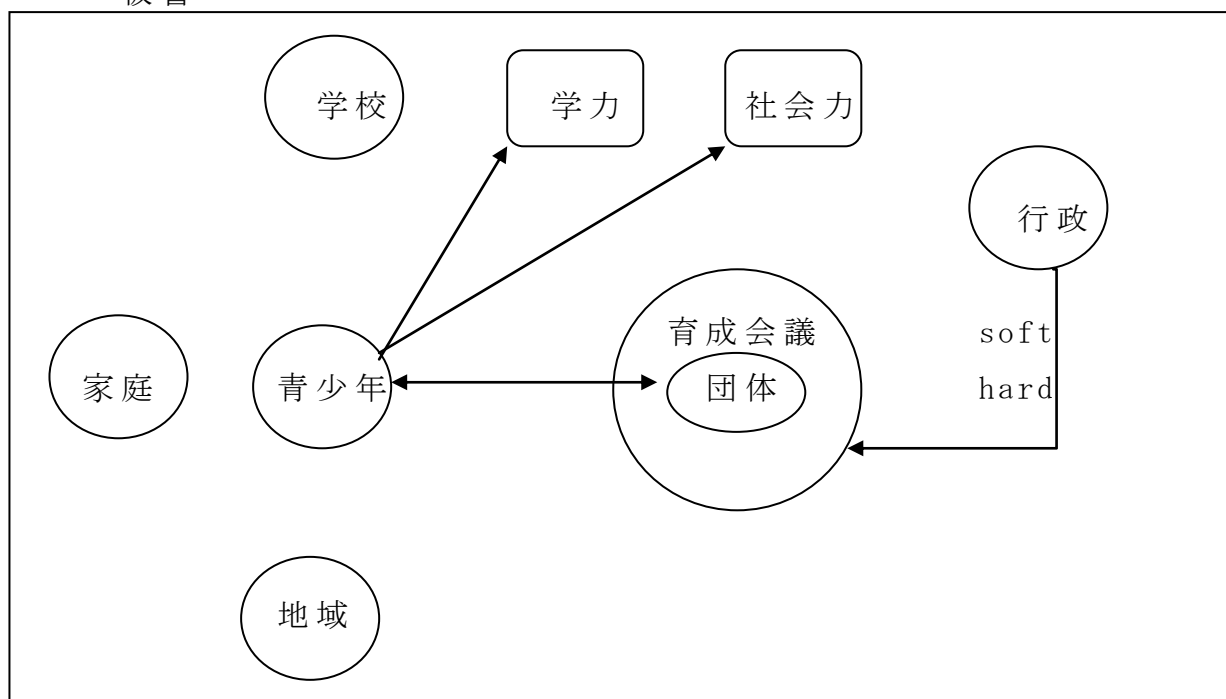 学校
学力
社会力
行政
育成会議
soft
家庭
青少年
団体
hard
地域